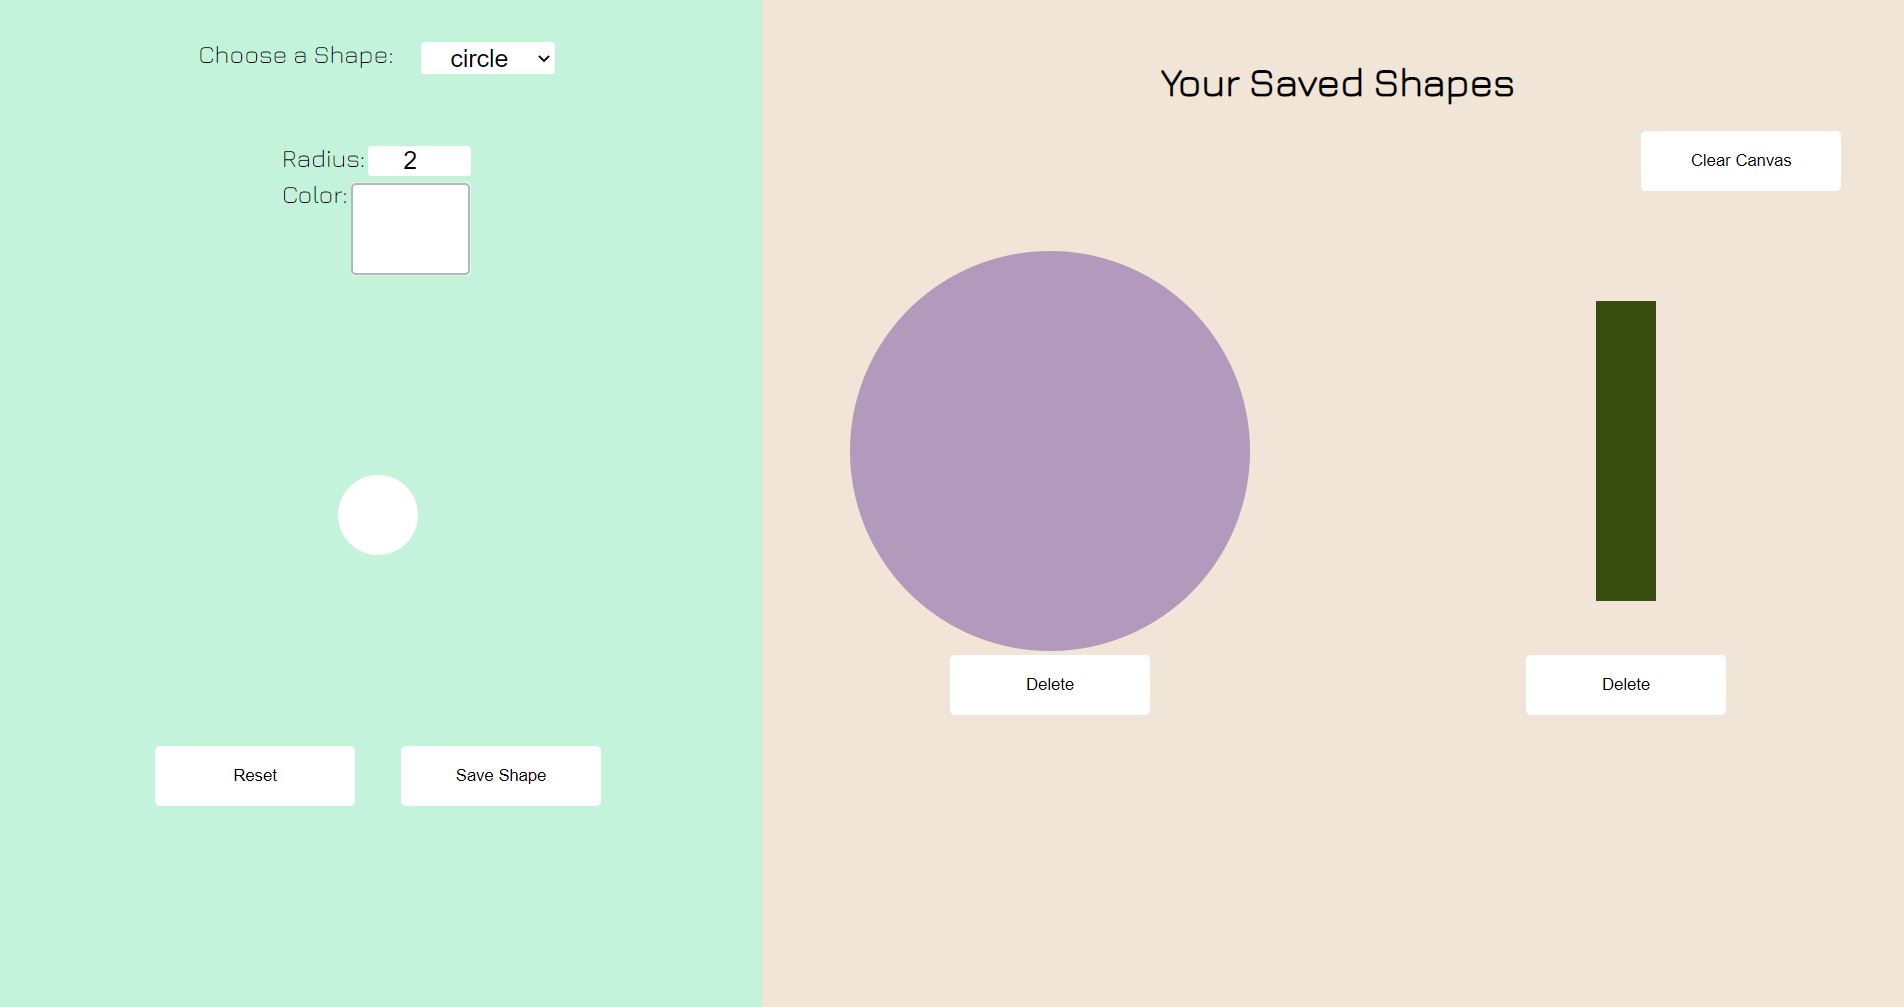 Choose a Shape: circle
Radius: 2
Color:
Reset
Save Shape
Your Saved Shapes
Clear Canvas
Delete
Delete